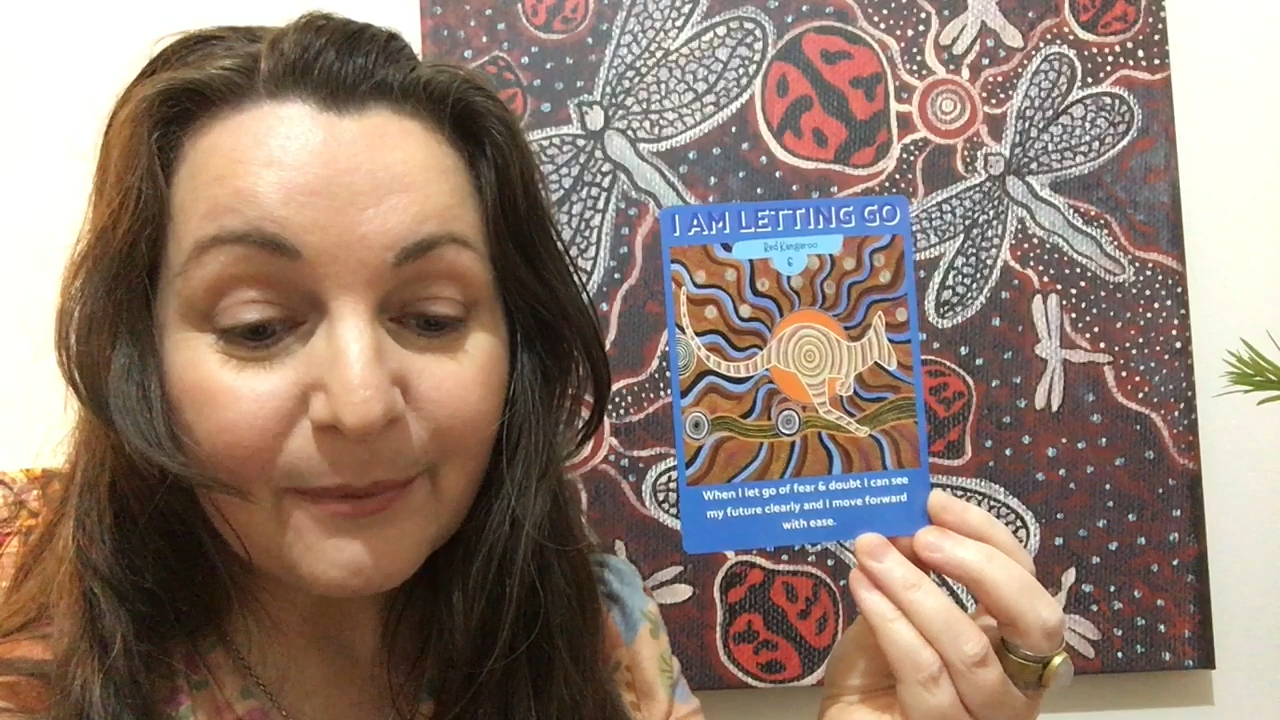 I AM LETTING GO
Red Kangaroo
6
When I let go of fear & doubt I can see
my future clearly and I move forward
with ease.